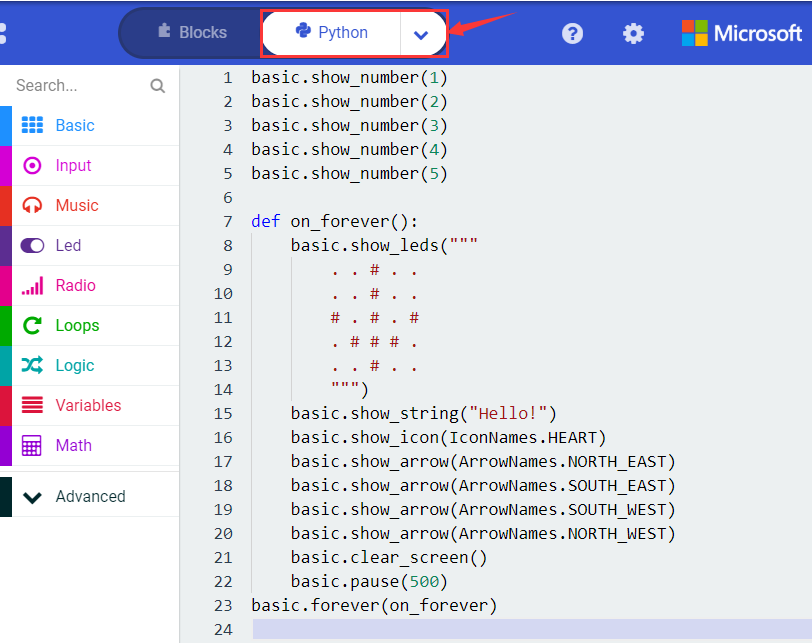 Blocks
Python
?
Microsoft
Search...
Basic
Input
Music
Led
Radio
Loops
Logic
Variables
Math
Advanced
1 basic.show_number(1)
2 basic.show_number(2)
3 basic.show_number(3)
4 basic.show_number(4)
5 basic.show_number(5)
6
7 def on_forever():
8     basic.show_leds("""
9         . . # . .
10         . . # . .
11         # . # . #
12         . # # # .
13         . . # . .
14         """)
15     basic.show_string("Hello!")
16     basic.show_icon(IconNames.HEART)
17     basic.show_arrow(ArrowNames.NORTH_EAST)
18     basic.show_arrow(ArrowNames.SOUTH_EAST)
19     basic.show_arrow(ArrowNames.SOUTH_WEST)
20     basic.show_arrow(ArrowNames.NORTH_WEST)
21     basic.clear_screen()
22     basic.pause(500)
23 basic.forever(on_forever)
24